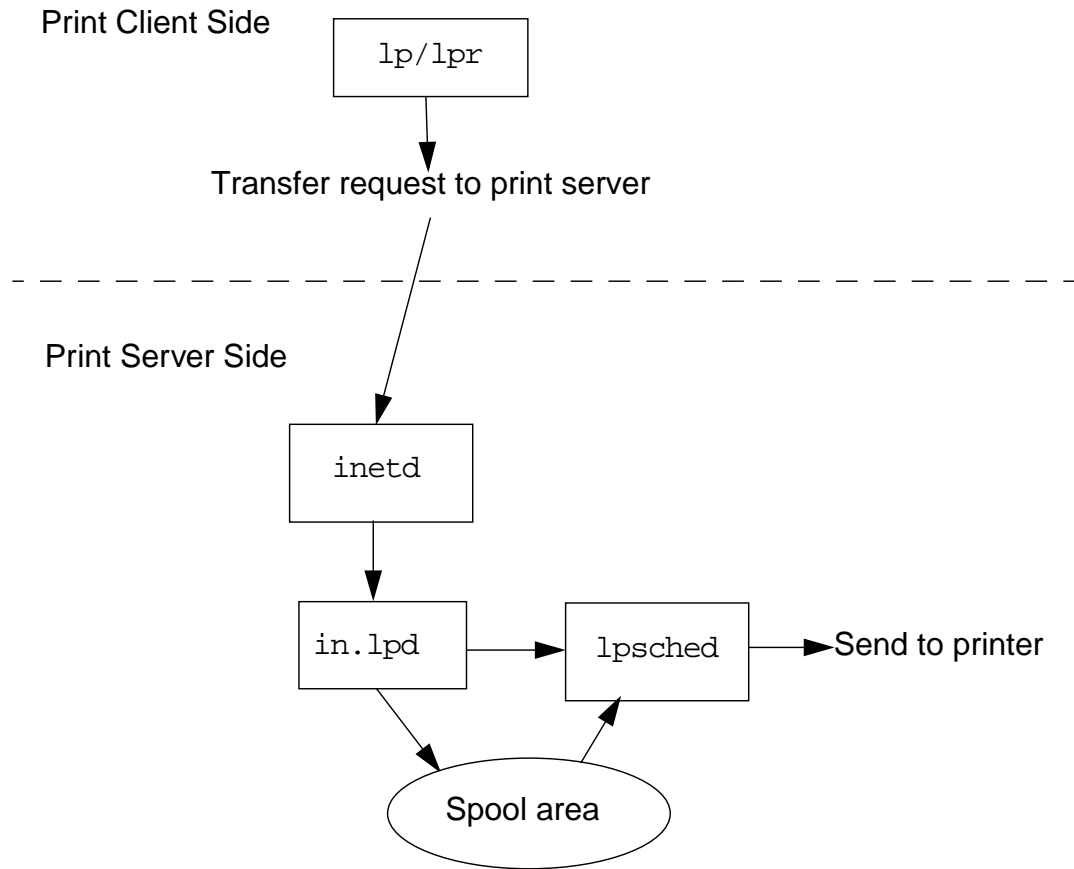 Print Client Side
lp/lpr
Transfer request to print server
Print Server Side
inetd
in.lpd
lpsched
Send to printer
Spool area